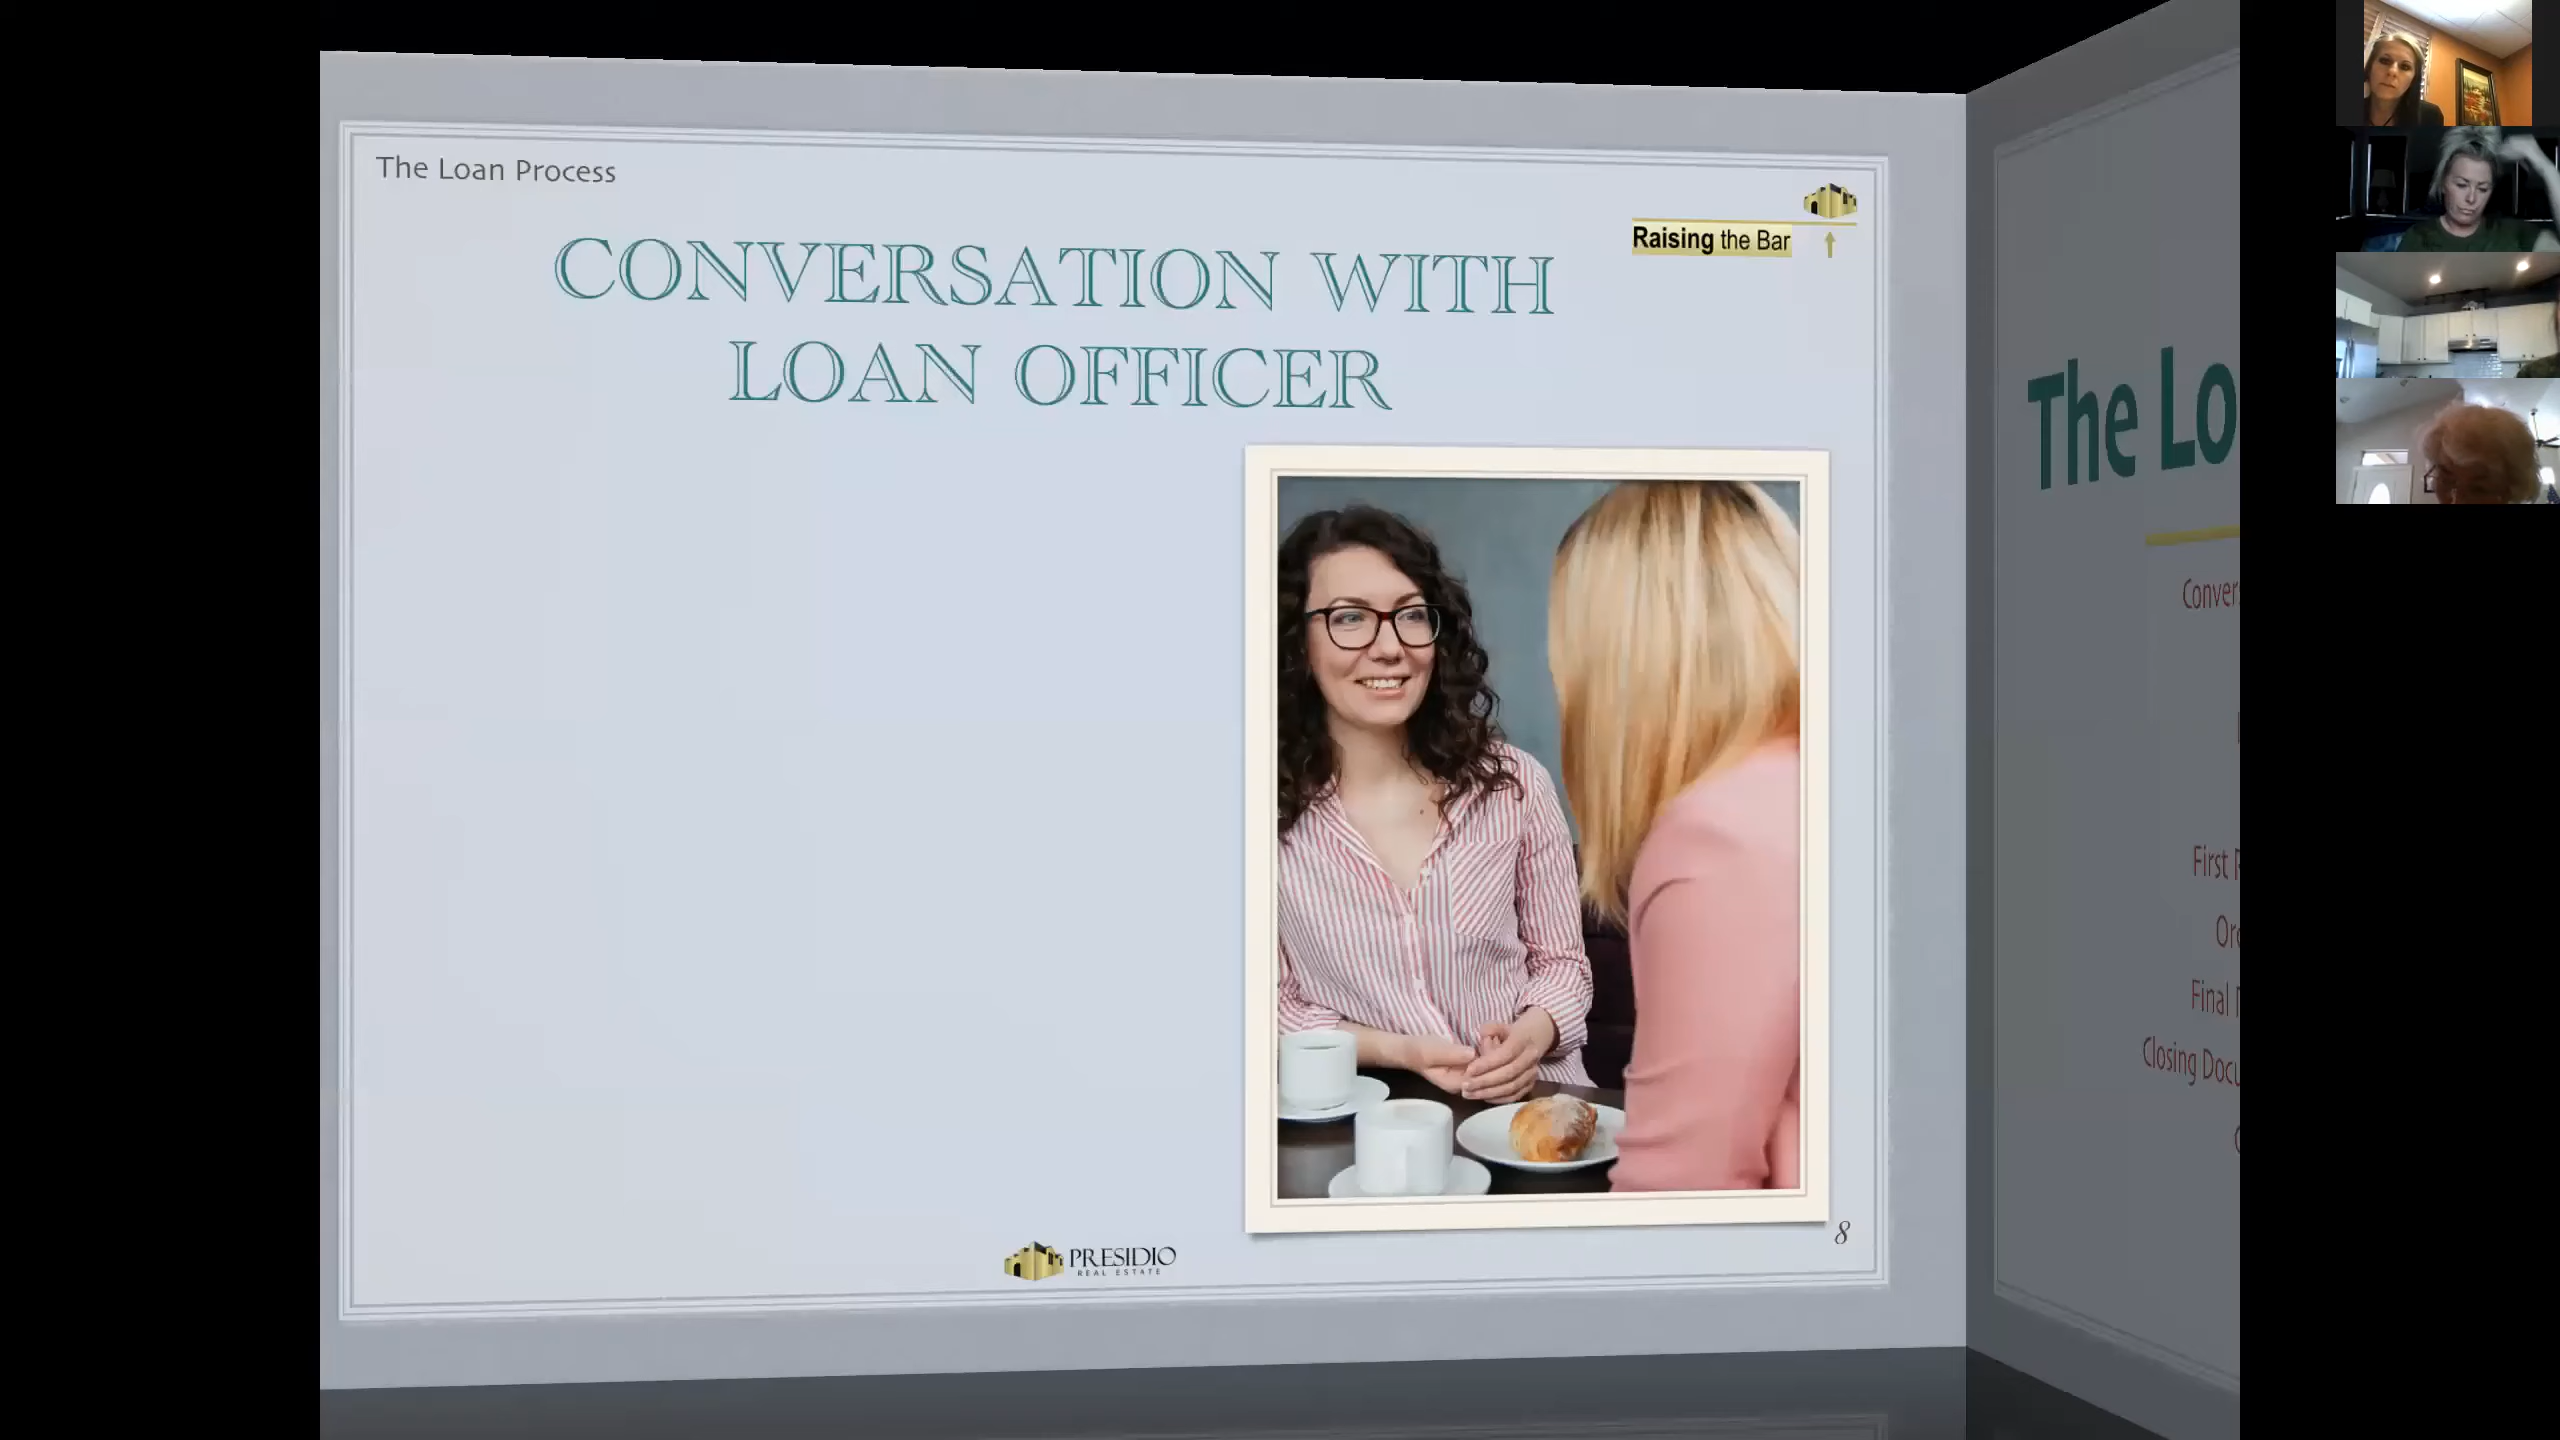 The Loan Process
Raising the Bar
CONVERSATION WITH
LOAN OFFICER
PRESIDIO
REAL ESTATE
8
The Lo
Conver
First
Final
Closing Docu